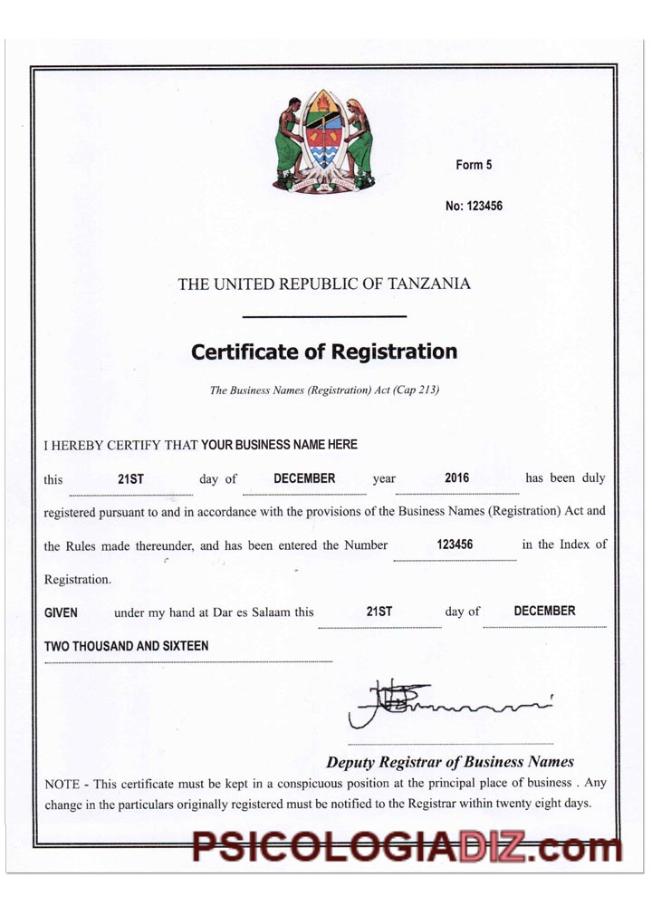 Form 5
No: 123456
THE UNITED REPUBLIC OF TANZANIA
Certificate of Registration
The Business Names (Registration) Act (Cap 213)
I HEREBY CERTIFY THAT YOUR BUSINESS NAME HERE
this 21ST day of DECEMBER year 2016 has been duly
registered pursuant to and in accordance with the provisions of the Business Names (Registration) Act and
the Rules made thereunder, and has been entered the Number 123456 in the Index of
Registration.
GIVEN under my hand at Dar es Salaam this 21ST day of DECEMBER
TWO THOUSAND AND SIXTEEN
Deputy Registrar of Business Names
NOTE - This certificate must be kept in a conspicuous position at the principal place of business . Any
change in the particulars originally registered must be notified to the Registrar within twenty eight days.
PSICOLOGIADIZ.com